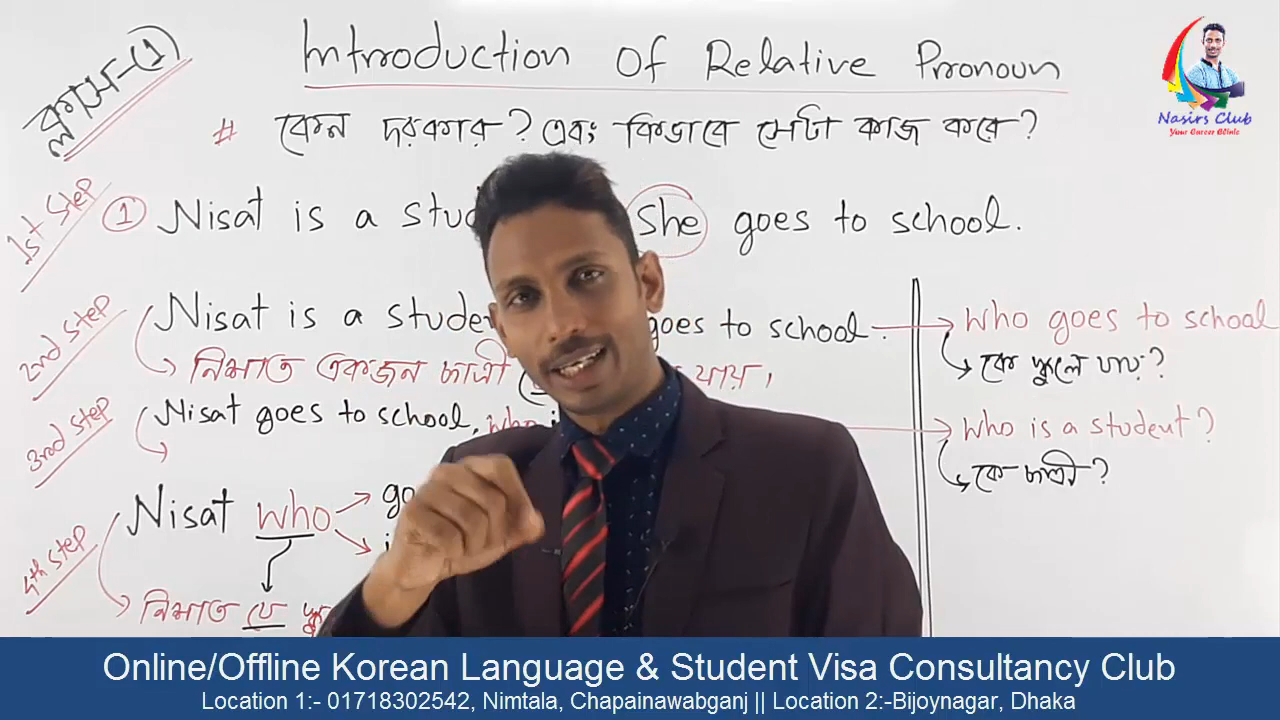 Introduction Of Relative Pronoun
ক্লাস-(1)
# কেন দরকার? এবং কিভাবে সেটা কাজ করে?
Nasirs Club
Your Career Clinic
1st Step
① Nisat is a stud She goes to school.
2nd Step
Nisat is a studen goes to school. Who goes to school
নিসাত একজন ছাত্রী যায়। কে স্কুলে যায়?
3rd Step
Nisat goes to school, who i Who is a student?
কে ছাত্রী?
4th Step
Nisat who go
i
নিসাত যে স্কু
Online/Offline Korean Language & Student Visa Consultancy Club
Location 1:- 01718302542, Nimtala, Chapainawabganj || Location 2:-Bijoynagar, Dhaka